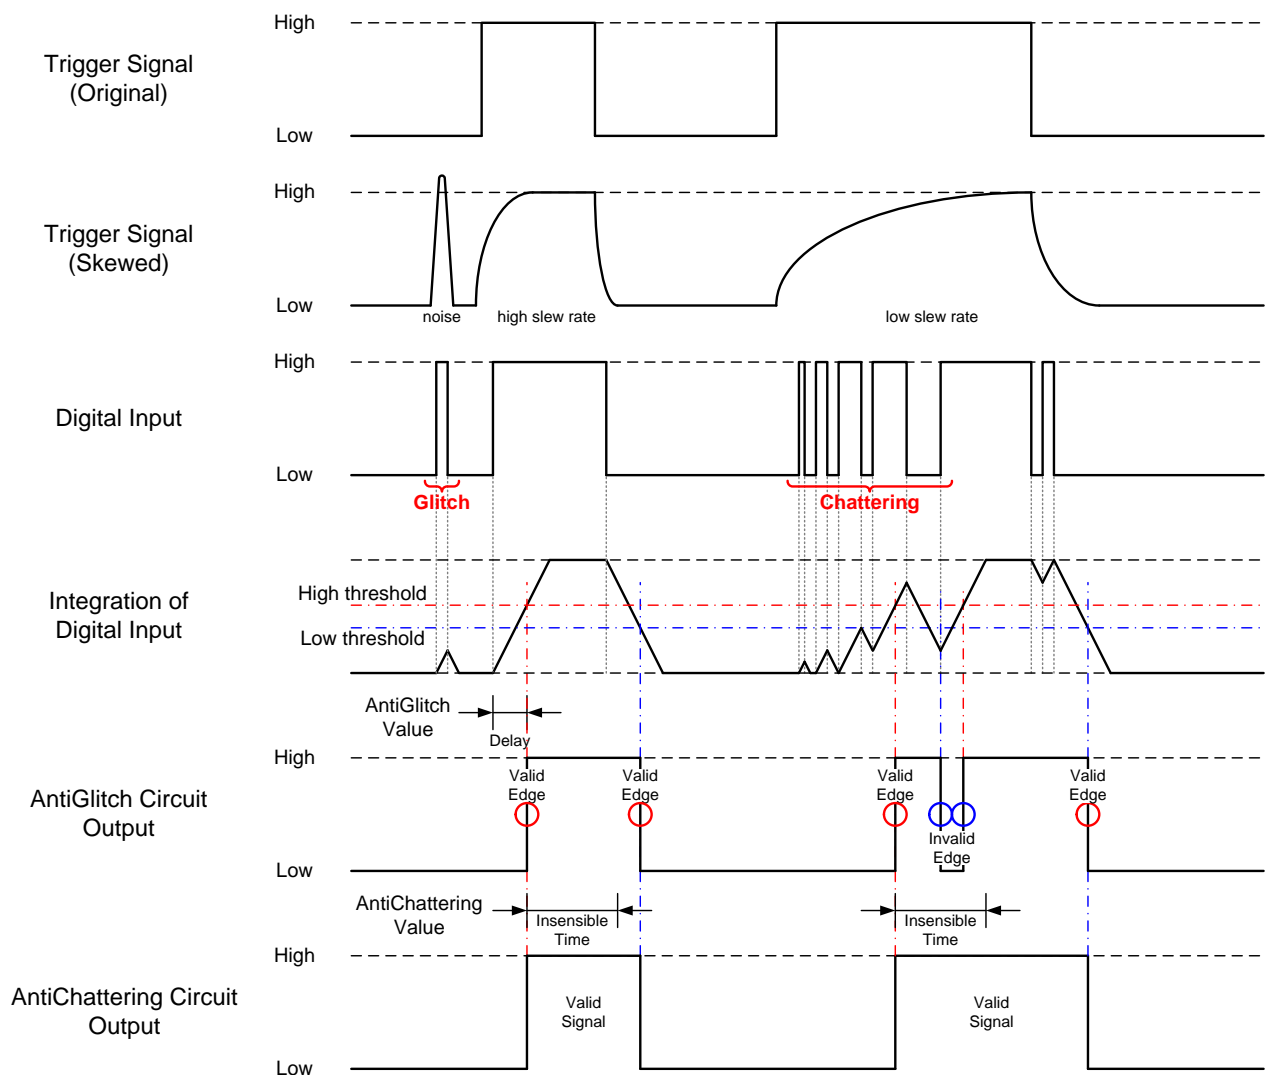 High
Trigger Signal
(Original)
Low
High
Trigger Signal
(Skewed)
Low
noise
high slew rate
low slew rate
High
Digital Input
Low
Glitch
Chattering
High threshold
Integration of
Digital Input
Low threshold
AntiGlitch
Value
Delay
High
Valid
Edge
Valid
Edge
Valid
Edge
Valid
Edge
AntiGlitch Circuit
Output
Invalid
Edge
Low
AntiChattering
Value
Insensible
Time
Insensible
Time
High
AntiChattering Circuit
Output
Valid
Signal
Valid
Signal
Low